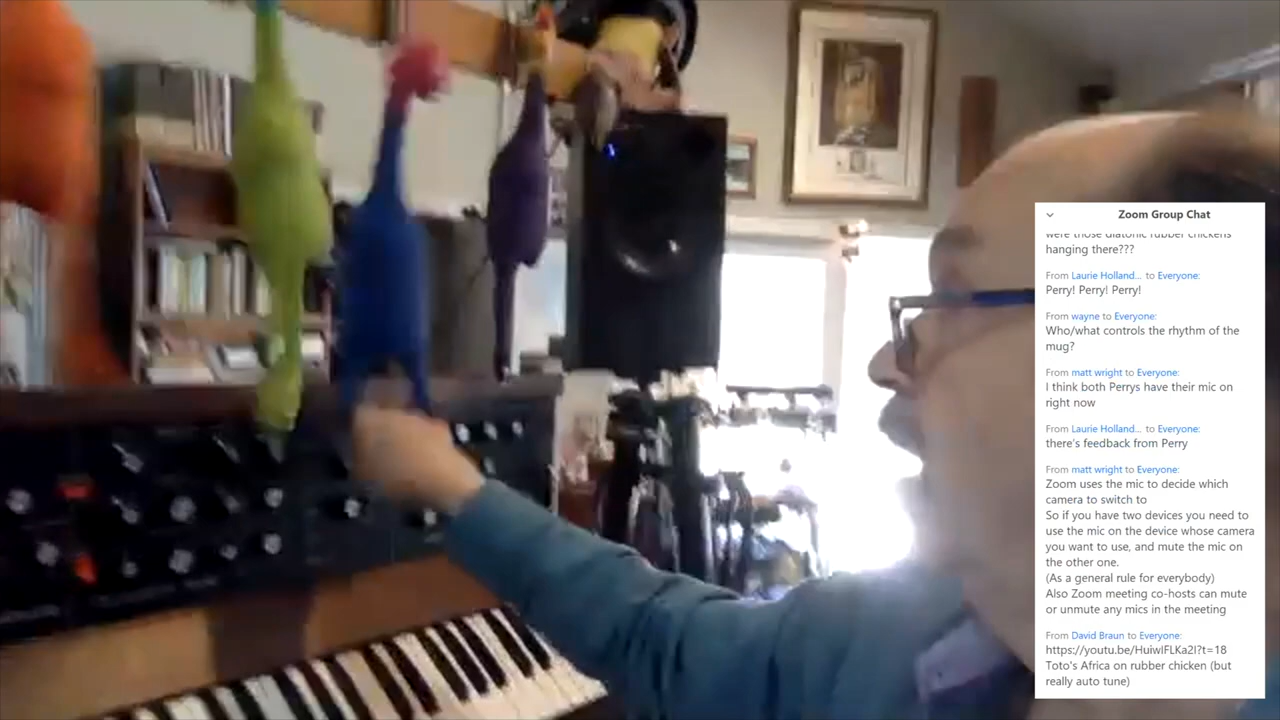 Zoom Group Chat
were those diatonic rubber chickens
hanging there???
From Laurie Holland... to Everyone:
Perry! Perry! Perry!
From wayne to Everyone:
Who/what controls the rhythm of the
mug?
From matt wright to Everyone:
I think both Perrys have their mic on
right now
From Laurie Holland... to Everyone:
there's feedback from Perry
From matt wright to Everyone:
Zoom uses the mic to decide which
camera to switch to
So if you have two devices you need to
use the mic on the device whose camera
you want to use, and mute the mic on
the other one.
(As a general rule for everybody)
Also Zoom meeting co-hosts can mute
or unmute any mics in the meeting
From David Braun to Everyone:
https://youtu.be/HuiwlFLKa2I?t=18
Toto's Africa on rubber chicken (but
really auto tune)